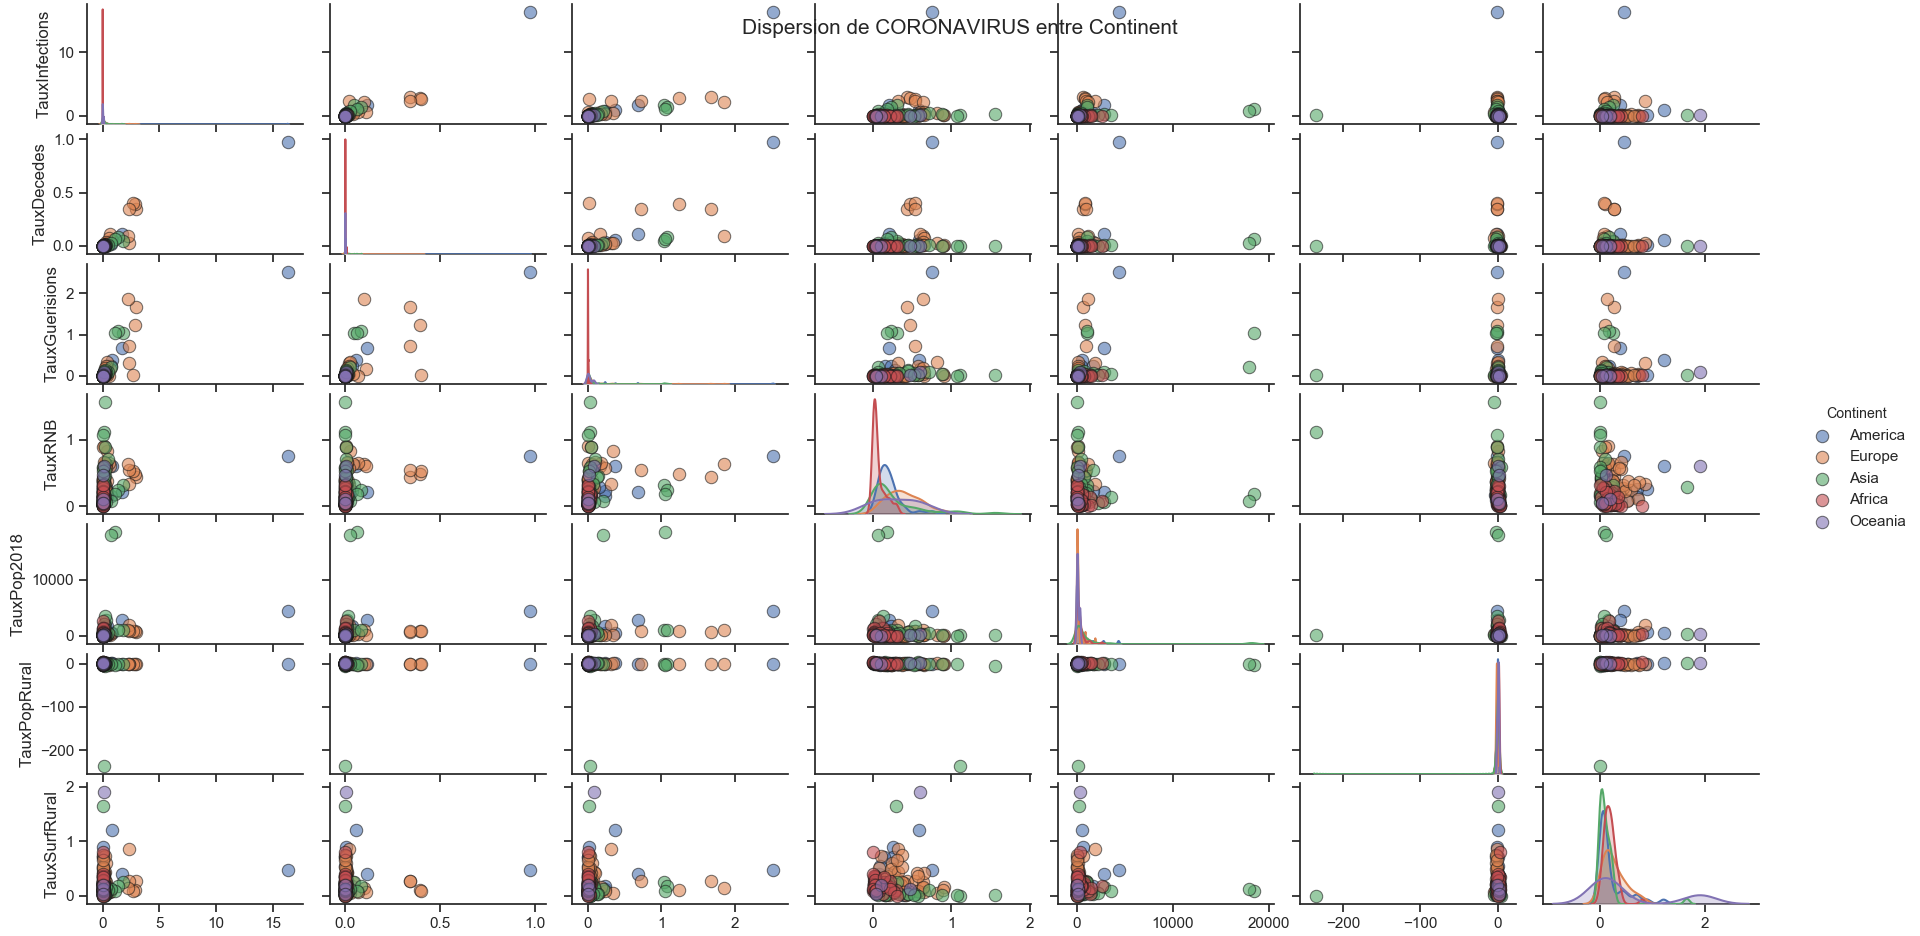 Dispersion de CORONAVIRUS entre Continent
TauxInfections
10
0
TauxDecedes
1.0
0.5
0.0
TauxGuerisions
2
1
0
TauxRNB
1
0
Continent
America
Europe
Asia
Africa
Oceania
TauxPop2018
10000
0
TauxPopRural
0
−100
−200
TauxSurfRural
2
1
0
0 5 10 15
0.0 0.5 1.0
0 1 2
0 1 2
0 10000 20000
−200 −100 0
0 2